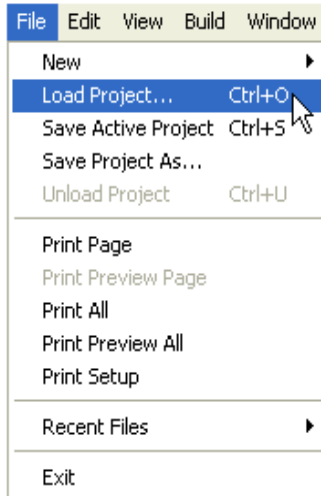 File Edit View Build Window
New
Load Project... Ctrl+O
Save Active Project Ctrl+S
Save Project As...
Unload Project Ctrl+U
Print Page
Print Preview Page
Print All
Print Preview All
Print Setup
Recent Files
Exit